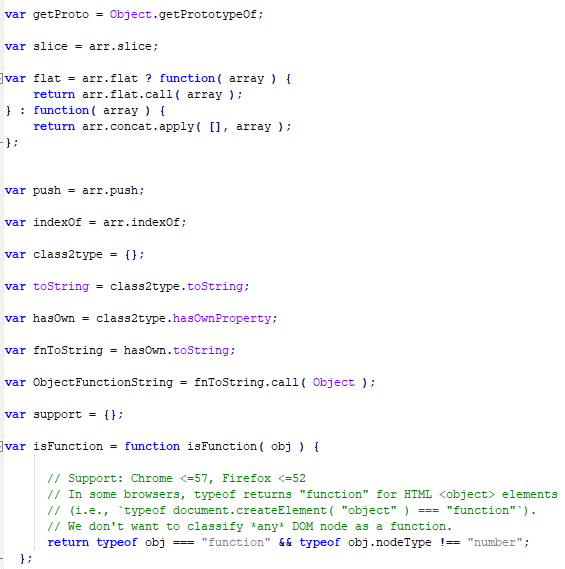 var getProto = Object.getPrototypeOf;
var slice = arr.slice;
var flat = arr.flat ? function( array ) {
return arr.flat.call( array );
} : function( array ) {
return arr.concat.apply( [], array );
};
var push = arr.push;
var indexOf = arr.indexOf;
var class2type = {};
var toString = class2type.toString;
var hasOwn = class2type.hasOwnProperty;
var fnToString = hasOwn.toString;
var ObjectFunctionString = fnToString.call( Object );
var support = {};
var isFunction = function isFunction( obj ) {
// Support: Chrome <=57, Firefox <=52
// In some browsers, typeof returns "function" for HTML <object> elements
// (i.e., `typeof document.createElement( "object" ) === "function"`).
// We don't want to classify *any* DOM node as a function.
return typeof obj === "function" && typeof obj.nodeType !== "number";
};